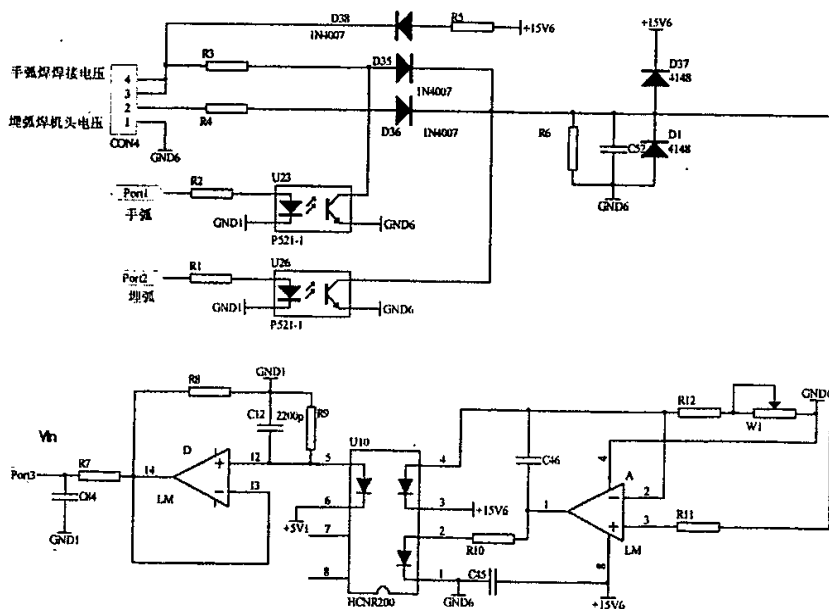 D38
R5
1N4007
+15V6
+15V6
R3
D35
D37
4148
手弧焊焊接电压
4
3
1N4007
2
埋弧焊机头电压
1
R4
D36
1N4007
R6
C52
D1
4148
CON4
GND6
GND6
U23
Port1
R2
手弧
GND1
GND6
P521-1
U26
Port2
R1
埋弧
GND1
GND6
P521-1
R8
GND1
R12
GND6
C12
2200p
R9
W1
U10
Vin
D
4
C46
4
A
Port3
R7
14
12
5
2
LM
13
3
+15V6
1
3
R11
C84
6
+5V1
2
R10
LM
GND1
7
8
1
C45
8
HCNR200
GND6
+15V6